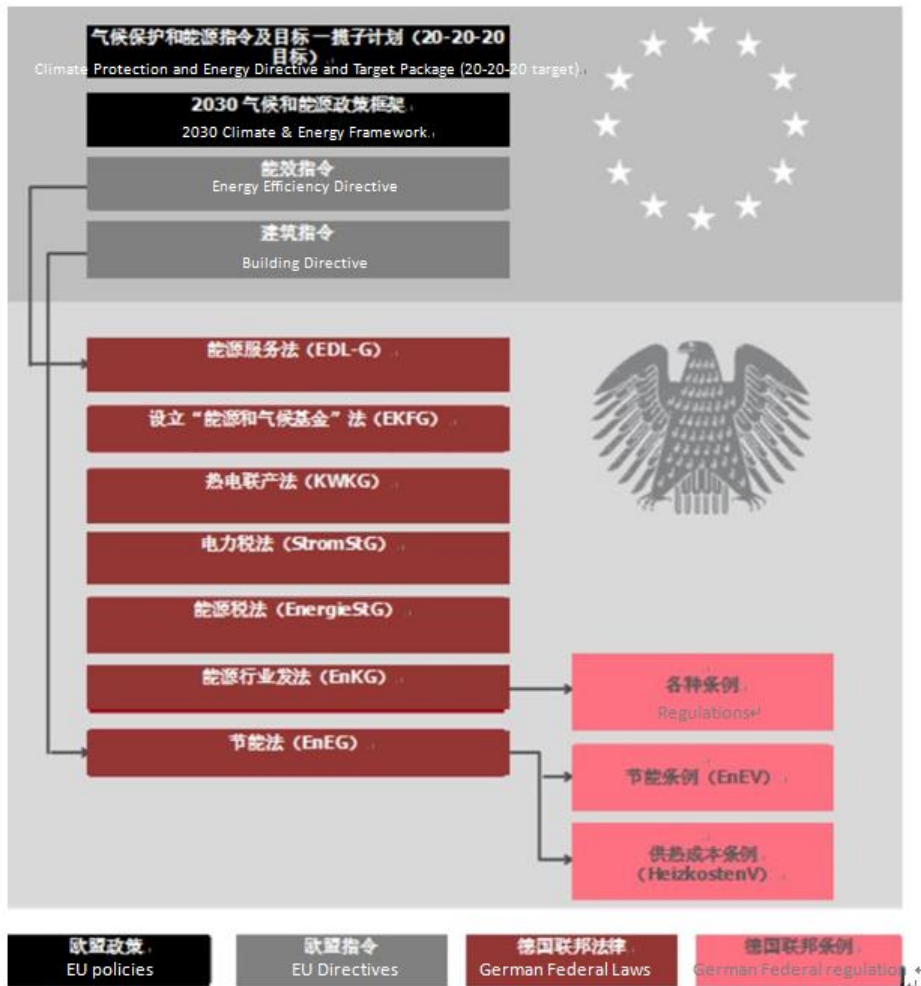 气候保护和能源指令及目标一揽子计划（20-20-20
目标）
Climate Protection and Energy Directive and Target Package (20-20-20 target)
2030 气候和能源政策框架
2030 Climate & Energy Framework
能效指令
Energy Efficiency Directive
建筑指令
Building Directive
能源服务法（EDL-G）
设立“能源和气候基金”法（EKFG）
热电联产法（KWKG）
电力税法（StromStG）
能源税法（EnergieStG）
能源行业发法（EnKG）
各种条例
Regulations
节能法（EnEG）
节能条例（EnEV）
供热成本条例
（HeizkostenV）
欧盟政策
EU policies
欧盟指令
EU Directives
德国联邦法律
German Federal Laws
德国联邦条例
German Federal regulation